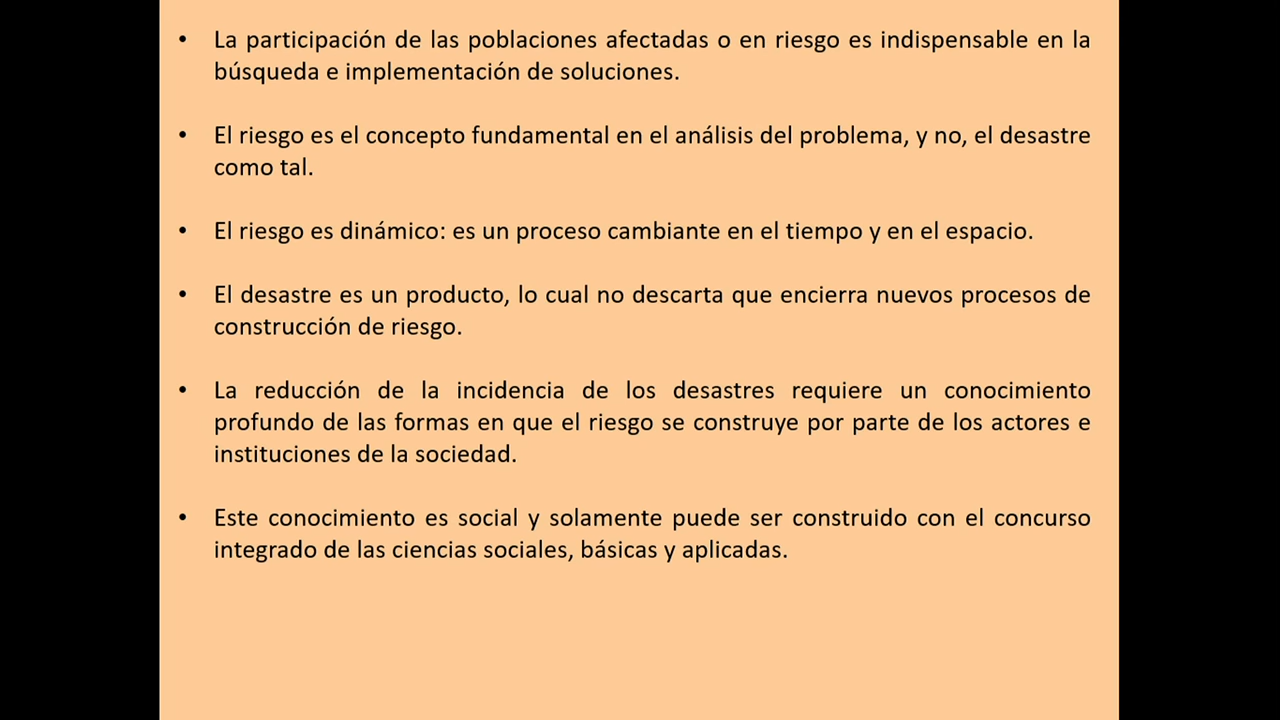 • La participación de las poblaciones afectadas o en riesgo es indispensable en la
búsqueda e implementación de soluciones.
• El riesgo es el concepto fundamental en el análisis del problema, y no, el desastre
como tal.
• El riesgo es dinámico: es un proceso cambiante en el tiempo y en el espacio.
• El desastre es un producto, lo cual no descarta que encierra nuevos procesos de
construcción de riesgo.
• La reducción de la incidencia de los desastres requiere un conocimiento
profundo de las formas en que el riesgo se construye por parte de los actores e
instituciones de la sociedad.
• Este conocimiento es social y solamente puede ser construido con el concurso
integrado de las ciencias sociales, básicas y aplicadas.